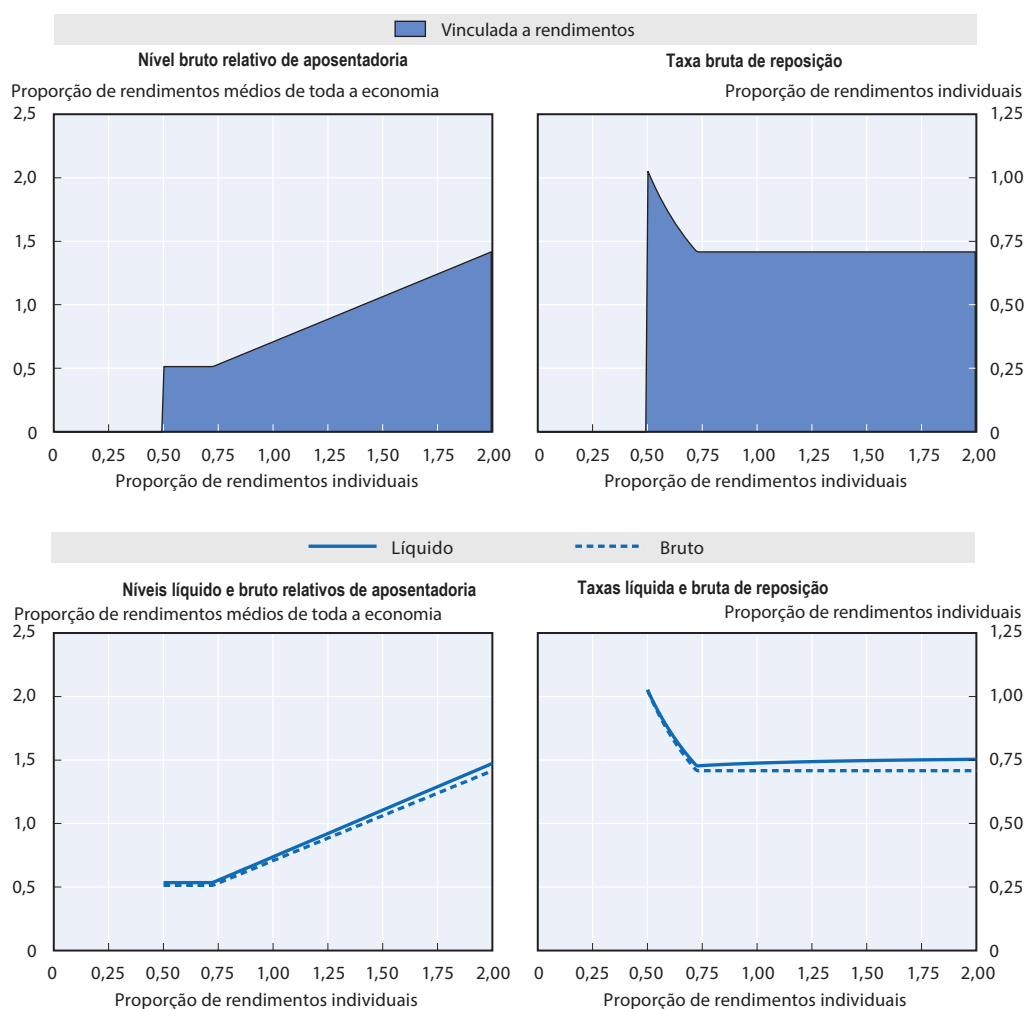 Vinculada a rendimentos
Nível bruto relativo de aposentadoria
Proporção de rendimentos médios de toda a economia
2,5
2,0
1,5
1,0
0,5
0
0 0,25 0,50 0,75 1,00 1,25 1,50 1,75 2,00
Proporção de rendimentos individuais
Taxa bruta de reposição
Proporção de rendimentos individuais
1,25
1,00
0,75
0,50
0,25
0
0 0,25 0,50 0,75 1,00 1,25 1,50 1,75 2,00
Proporção de rendimentos individuais
Líquido Bruto
Níveis líquido e bruto relativos de aposentadoria
Proporção de rendimentos médios de toda a economia
2,5
2,0
1,5
1,0
0,5
0
0 0,25 0,50 0,75 1,00 1,25 1,50 1,75 2,00
Proporção de rendimentos individuais
Taxas líquida e bruta de reposição
Proporção de rendimentos individuais
1,25
1,00
0,75
0,50
0,25
0
0 0,25 0,50 0,75 1,00 1,25 1,50 1,75 2,00
Proporção de rendimentos individuais